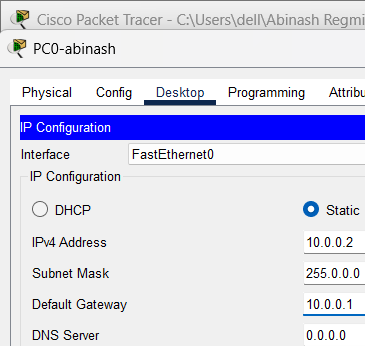 Cisco Packet Tracer - C:\Users\dell\Abinash Regmi
PC0-abinash
Physical Config Desktop Programming Attribu
IP Configuration
Interface FastEthernet0
IP Configuration
DHCP Static
IPv4 Address 10.0.0.2
Subnet Mask 255.0.0.0
Default Gateway 10.0.0.1
DNS Server 0.0.0.0